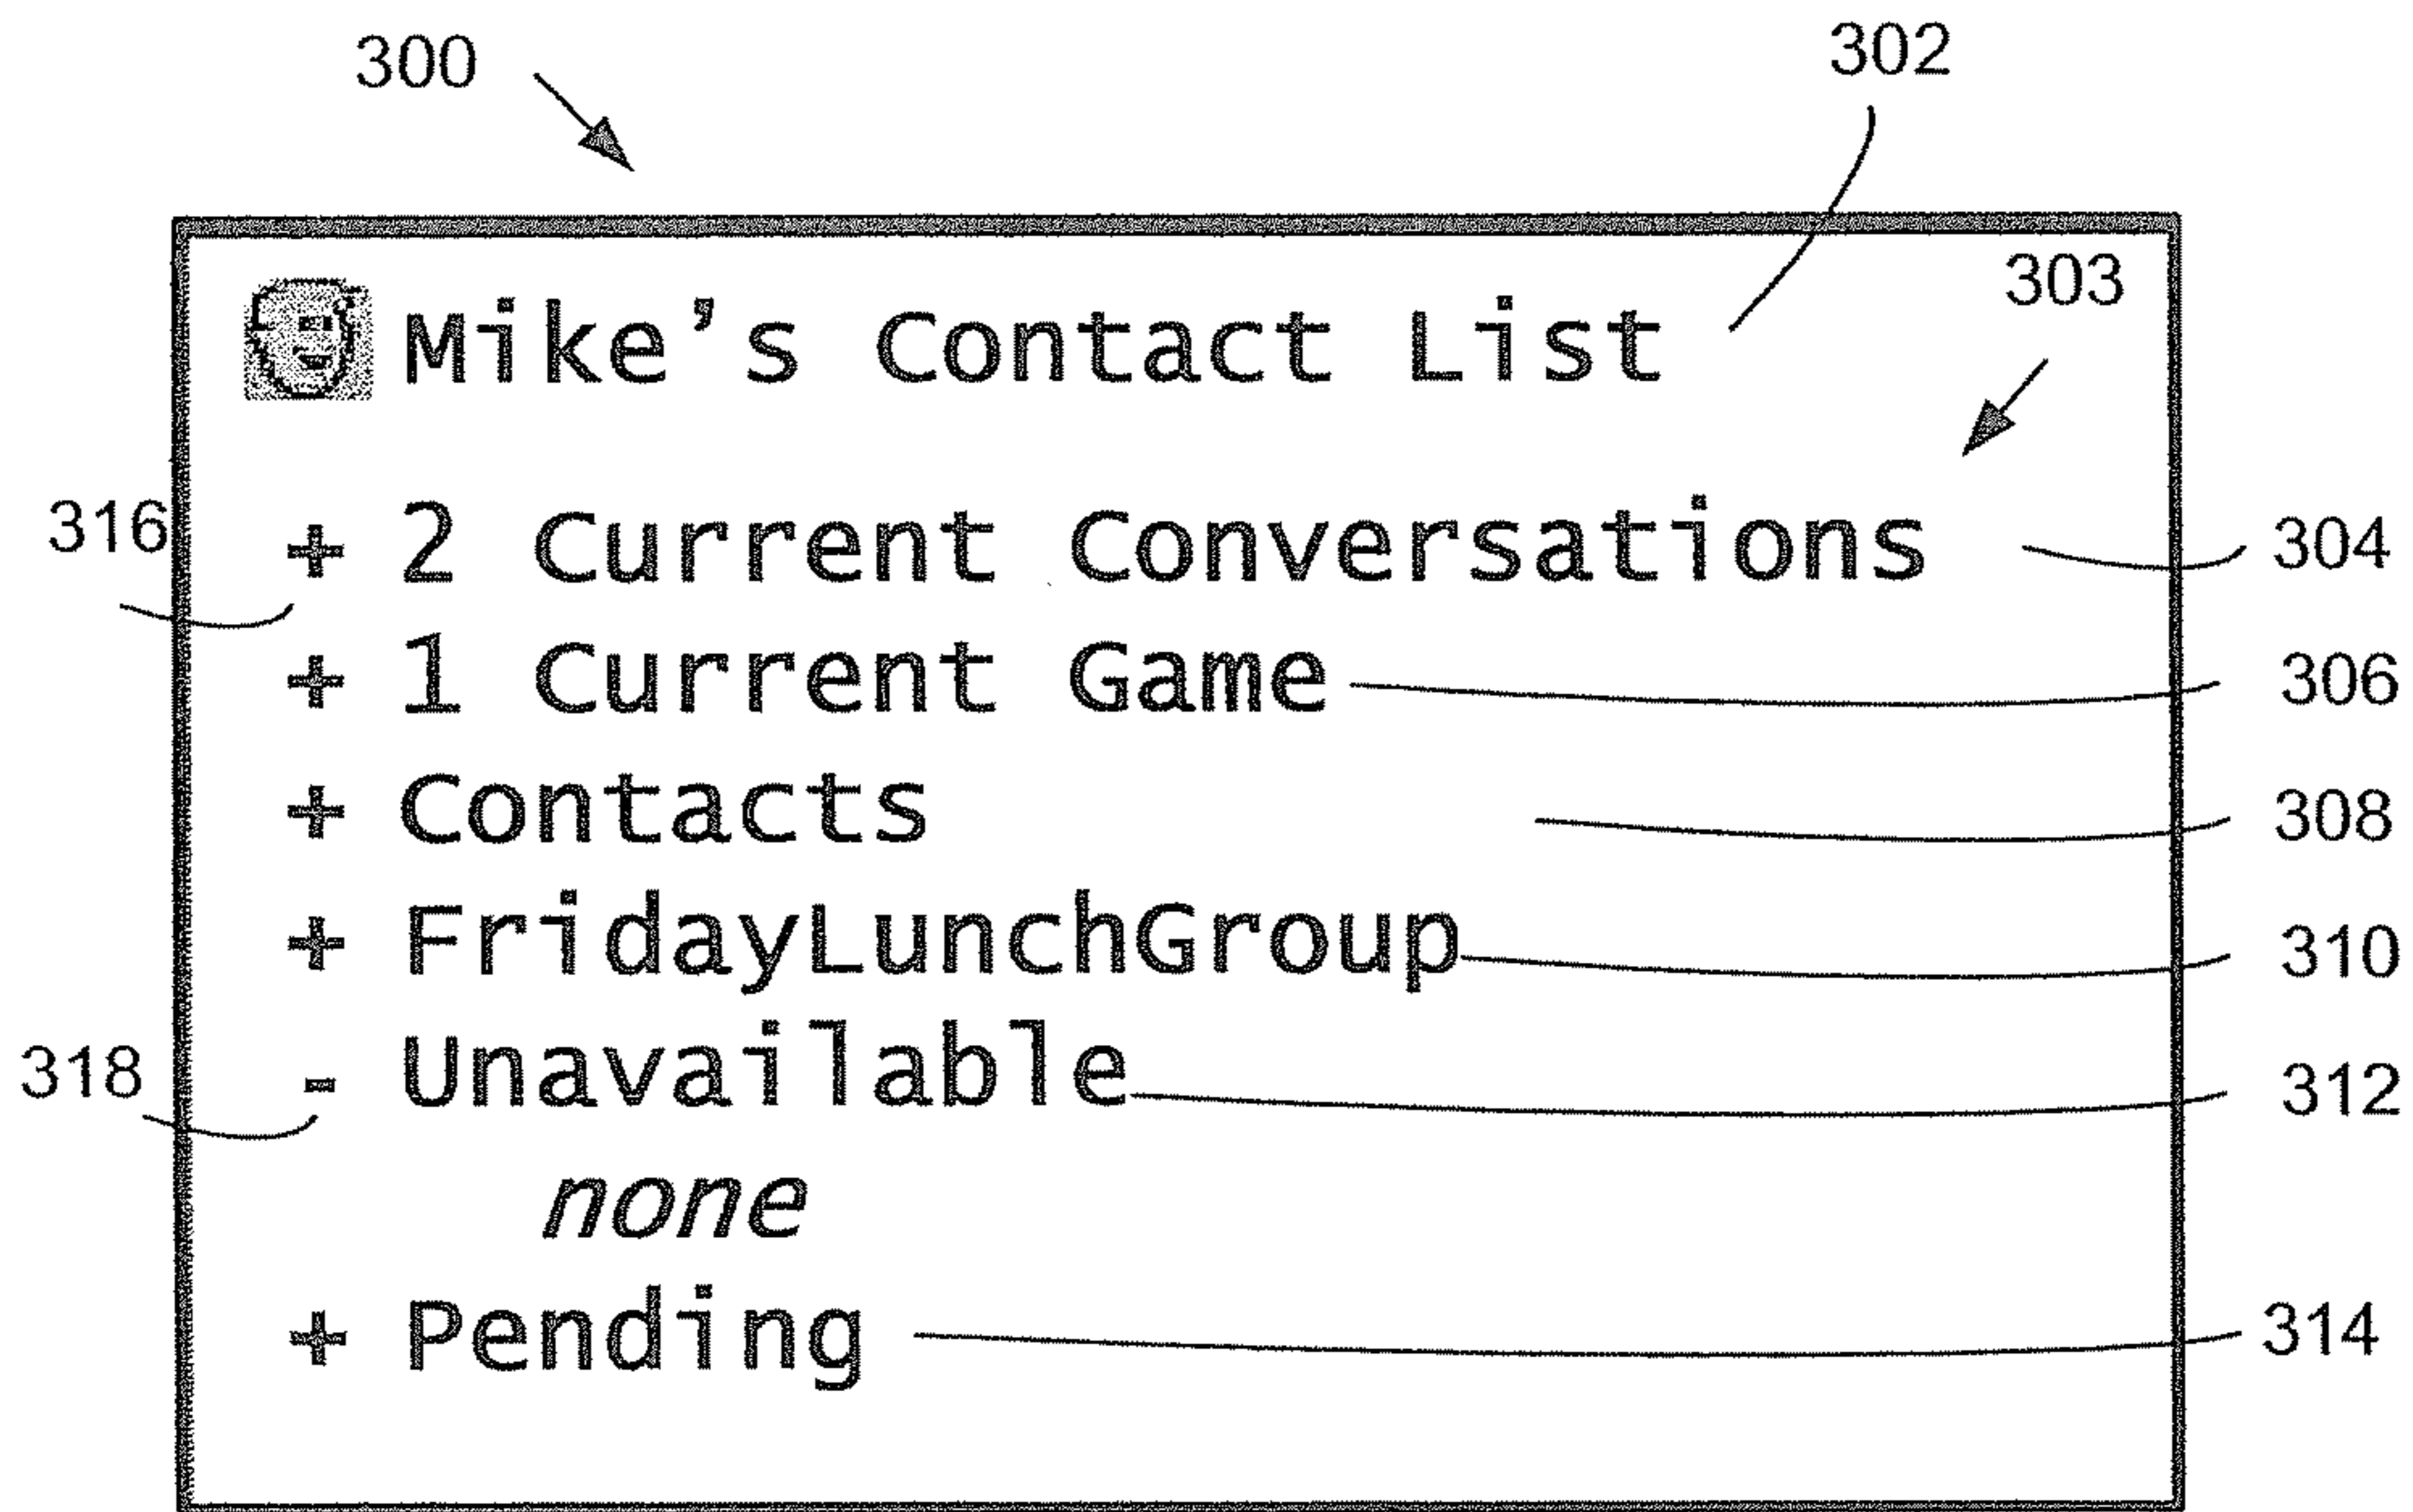 300
302
303
Mike's Contact List
316
+ 2 Current Conversations 304
+ 1 Current Game 306
+ Contacts 308
+ FridayLunchGroup 310
318 - Unavailable 312
none
+ Pending 314